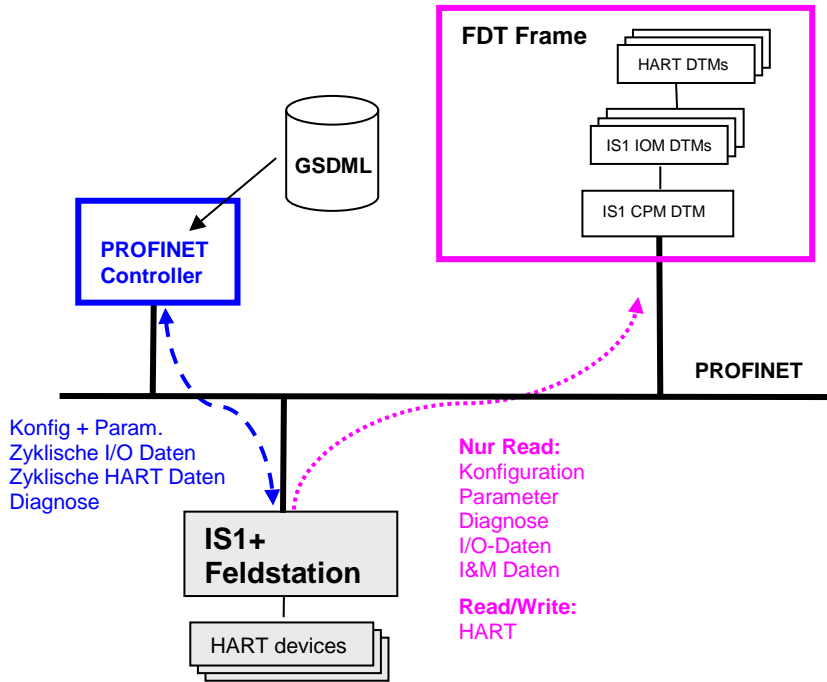 FDT Frame
HART DTMs
IS1 IOM DTMs
IS1 CPM DTM
GSDML
PROFINET
Controller
PROFINET
Konfig + Param.
Zyklische I/O Daten
Zyklische HART Daten
Diagnose
Nur Read:
Konfiguration
Parameter
Diagnose
I/O-Daten
I&M Daten
Read/Write:
HART
IS1+
Feldstation
HART devices